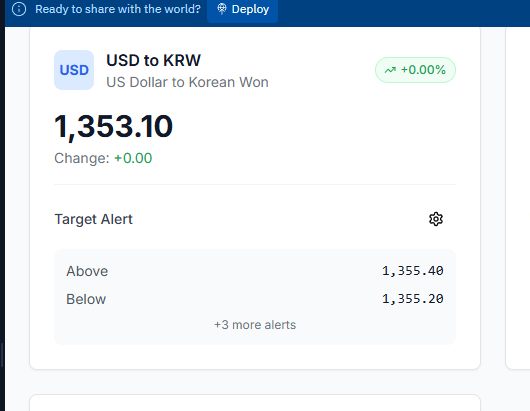 Ready to share with the world? Deploy
USD
USD to KRW
US Dollar to Korean Won
+0.00%
1,353.10
Change: +0.00
Target Alert
Above 1,355.40
Below 1,355.20
+3 more alerts